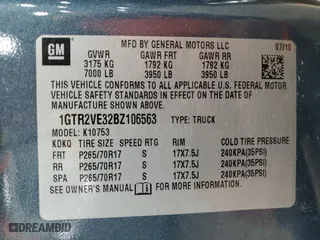 GM MFD BY GENERAL MOTORS LLC 07/10
GVWR GAWR FRT GAWR RR
3175 KG 1792 KG 1792 KG
7000 LB 3950 LB 3950 LB
THIS VEHICLE CONFORMS TO ALL APPLICABLE U.S. FEDERAL MOTOR
VEHICLE SAFETY STANDARDS IN EFFECT ON THE DATE OF
MANUFACTURE SHOWN ABOVE.
1GTR2VE32BZ106563 TYPE: TRUCK
MODEL: K10753
KDKQ TIRE SIZE SPEED RTG RIM COLD TIRE PRESSURE
FRT P265/70R17 S 17X7.5J 240KPA(35PSI)
RR P265/70R17 S 17X7.5J 240KPA(35PSI)
SPA P265/70R17 S 17X7.5J 240KPA(35PSI)
SEE OWNER'S MANUAL FOR ADDITIONAL INFORMATION